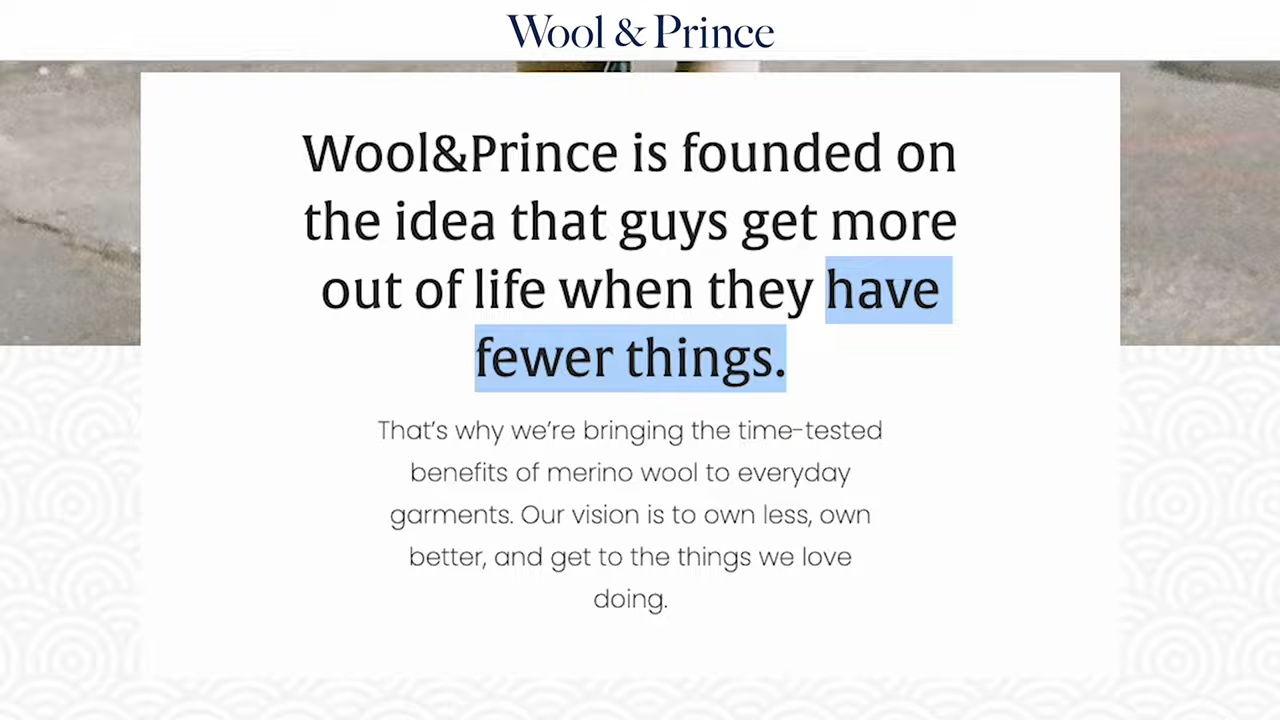 Wool & Prince
Wool&Prince is founded on
the idea that guys get more
out of life when they have
fewer things.
That’s why we’re bringing the time-tested
benefits of merino wool to everyday
garments. Our vision is to own less, own
better, and get to the things we love
doing.